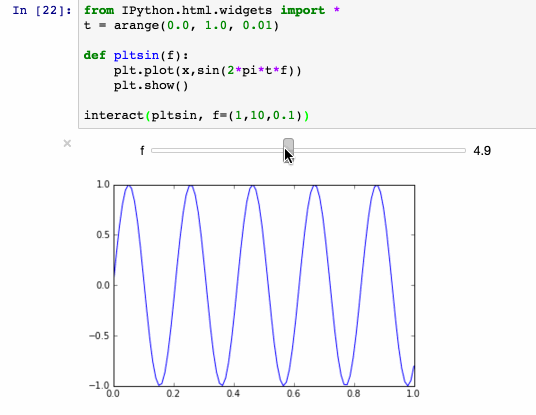 In [22]: from IPython.html.widgets import *
t = arange(0.0, 1.0, 0.01)
def pltsin(f):
    plt.plot(x,sin(2*pi*t*f))
    plt.show()
interact(pltsin, f=(1,10,0.1))
×
f 4.9
1.0
0.5
0.0
−0.5
−1.0
0.0 0.2 0.4 0.6 0.8 1.0